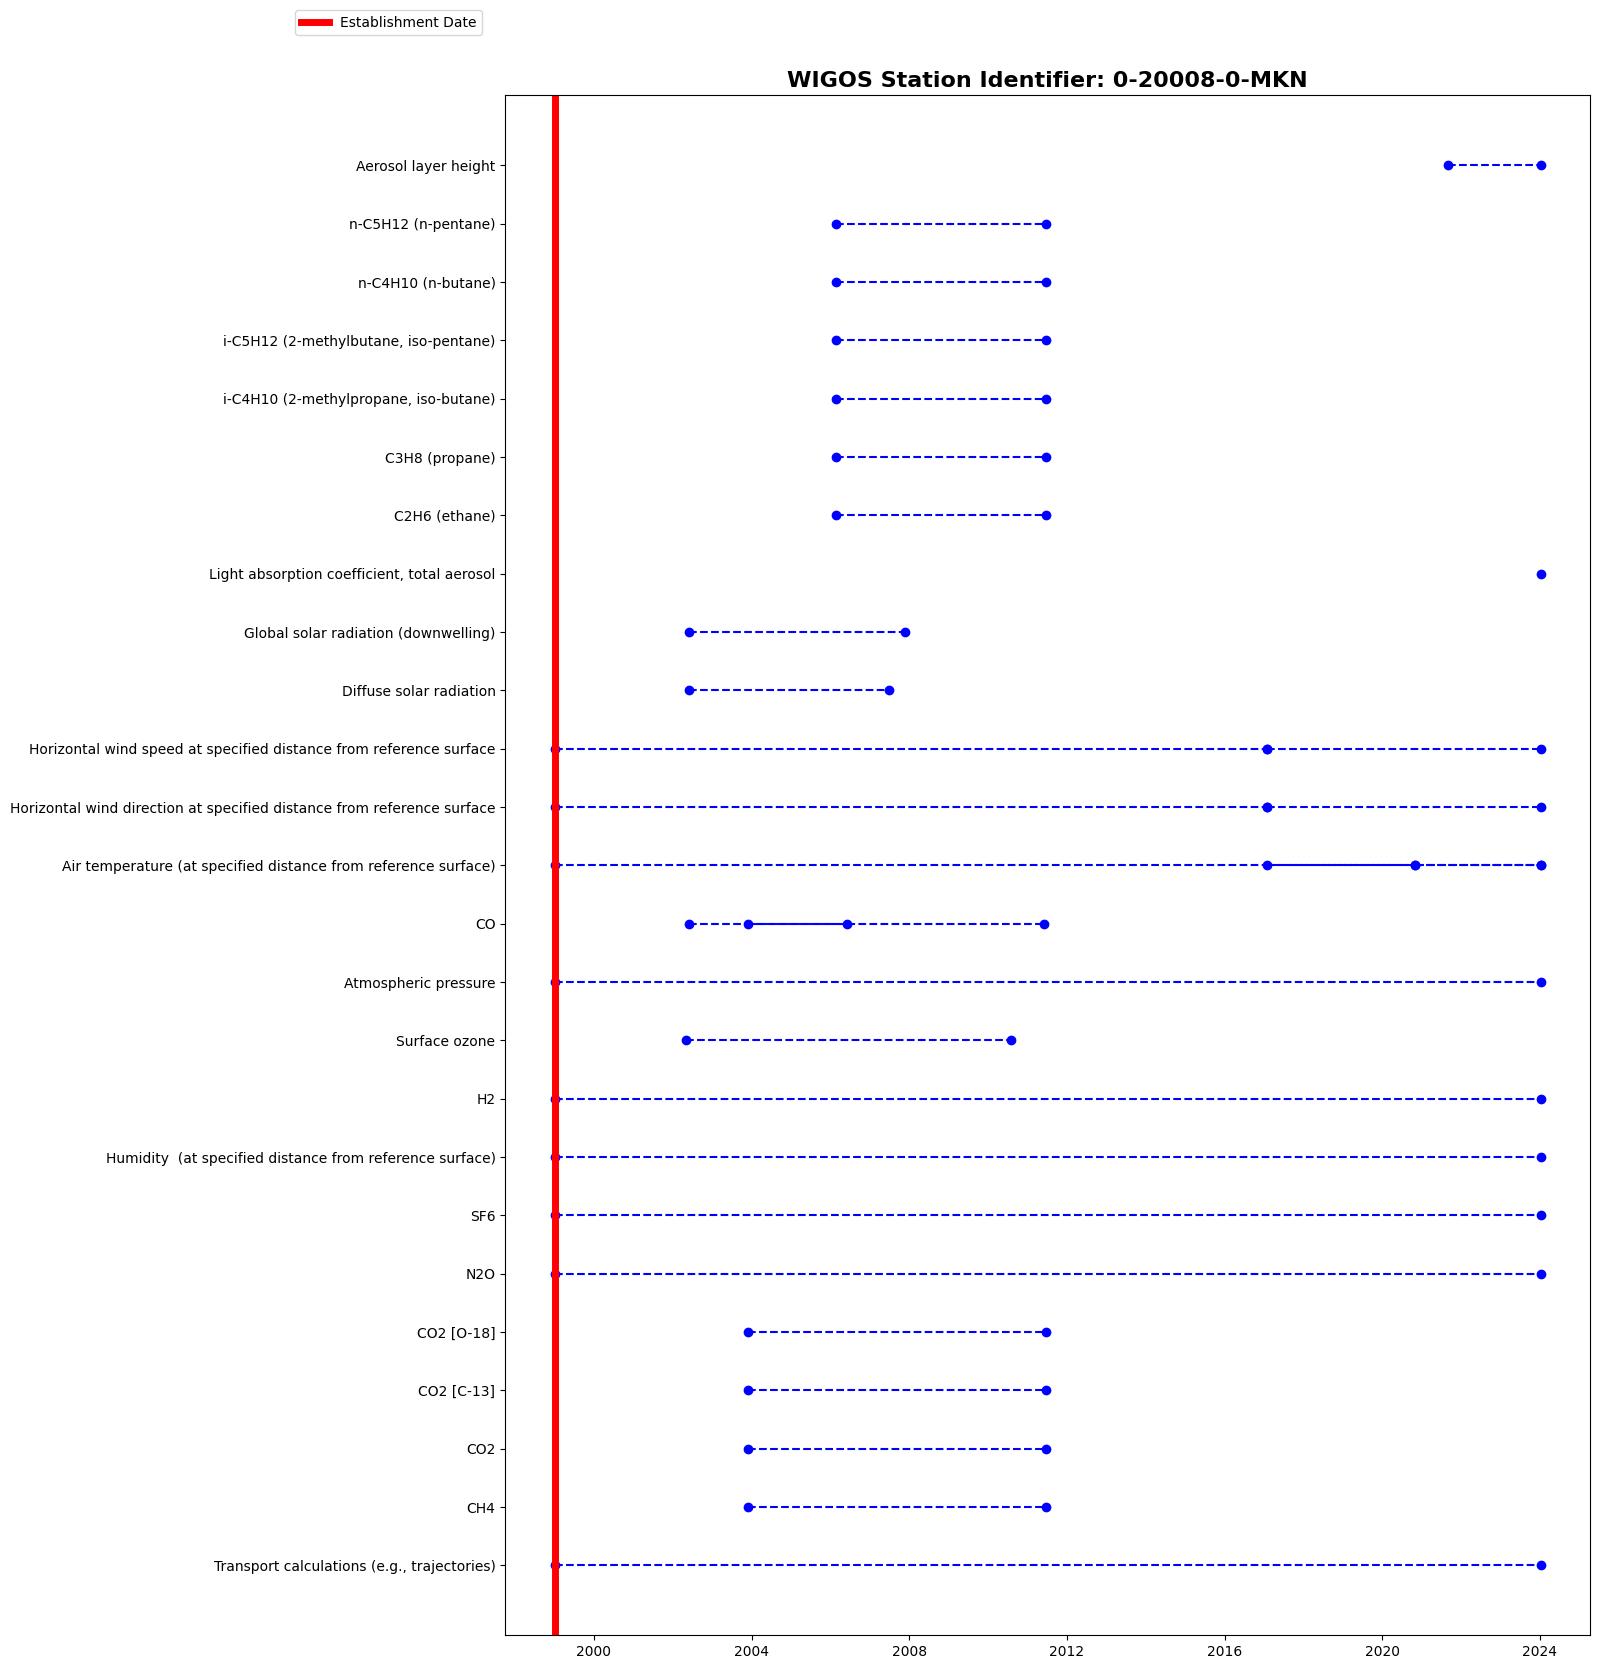 Establishment Date
WIGOS Station Identifier: 0-20008-0-MKN
Aerosol layer height
n-C5H12 (n-pentane)
n-C4H10 (n-butane)
i-C5H12 (2-methylbutane, iso-pentane)
i-C4H10 (2-methylpropane, iso-butane)
C3H8 (propane)
C2H6 (ethane)
Light absorption coefficient, total aerosol
Global solar radiation (downwelling)
Diffuse solar radiation
Horizontal wind speed at specified distance from reference surface
Horizontal wind direction at specified distance from reference surface
Air temperature (at specified distance from reference surface)
CO
Atmospheric pressure
Surface ozone
H2
Humidity  (at specified distance from reference surface)
SF6
N2O
CO2 [O-18]
CO2 [C-13]
CO2
CH4
Transport calculations (e.g., trajectories)
2000 2004 2008 2012 2016 2020 2024